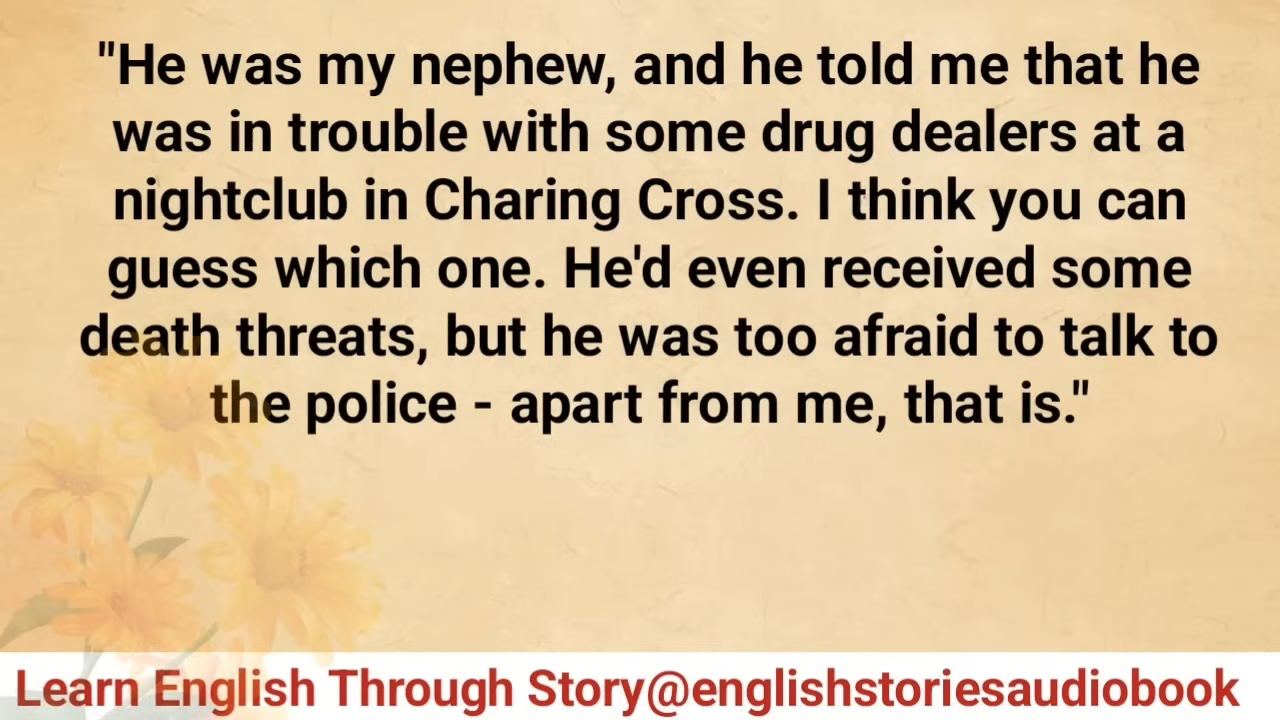 "He was my nephew, and he told me that he
was in trouble with some drug dealers at a
nightclub in Charing Cross. I think you can
guess which one. He'd even received some
death threats, but he was too afraid to talk to
the police - apart from me, that is."
Learn English Through Story@englishstoriesaudiobook